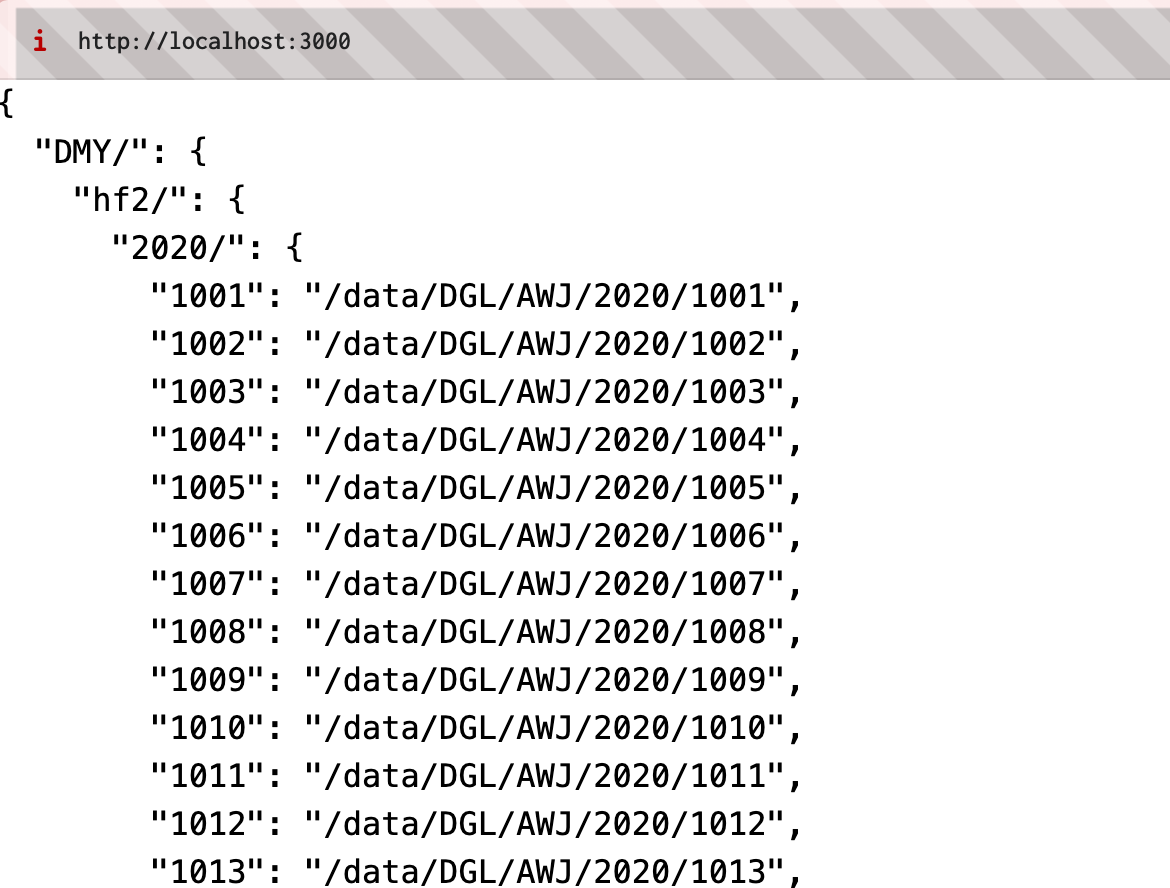 i http://localhost:3000
{
  "DMY/": {
    "hf2/": {
      "2020/": {
        "1001": "/data/DGL/AWJ/2020/1001",
        "1002": "/data/DGL/AWJ/2020/1002",
        "1003": "/data/DGL/AWJ/2020/1003",
        "1004": "/data/DGL/AWJ/2020/1004",
        "1005": "/data/DGL/AWJ/2020/1005",
        "1006": "/data/DGL/AWJ/2020/1006",
        "1007": "/data/DGL/AWJ/2020/1007",
        "1008": "/data/DGL/AWJ/2020/1008",
        "1009": "/data/DGL/AWJ/2020/1009",
        "1010": "/data/DGL/AWJ/2020/1010",
        "1011": "/data/DGL/AWJ/2020/1011",
        "1012": "/data/DGL/AWJ/2020/1012",
        "1013": "/data/DGL/AWJ/2020/1013",